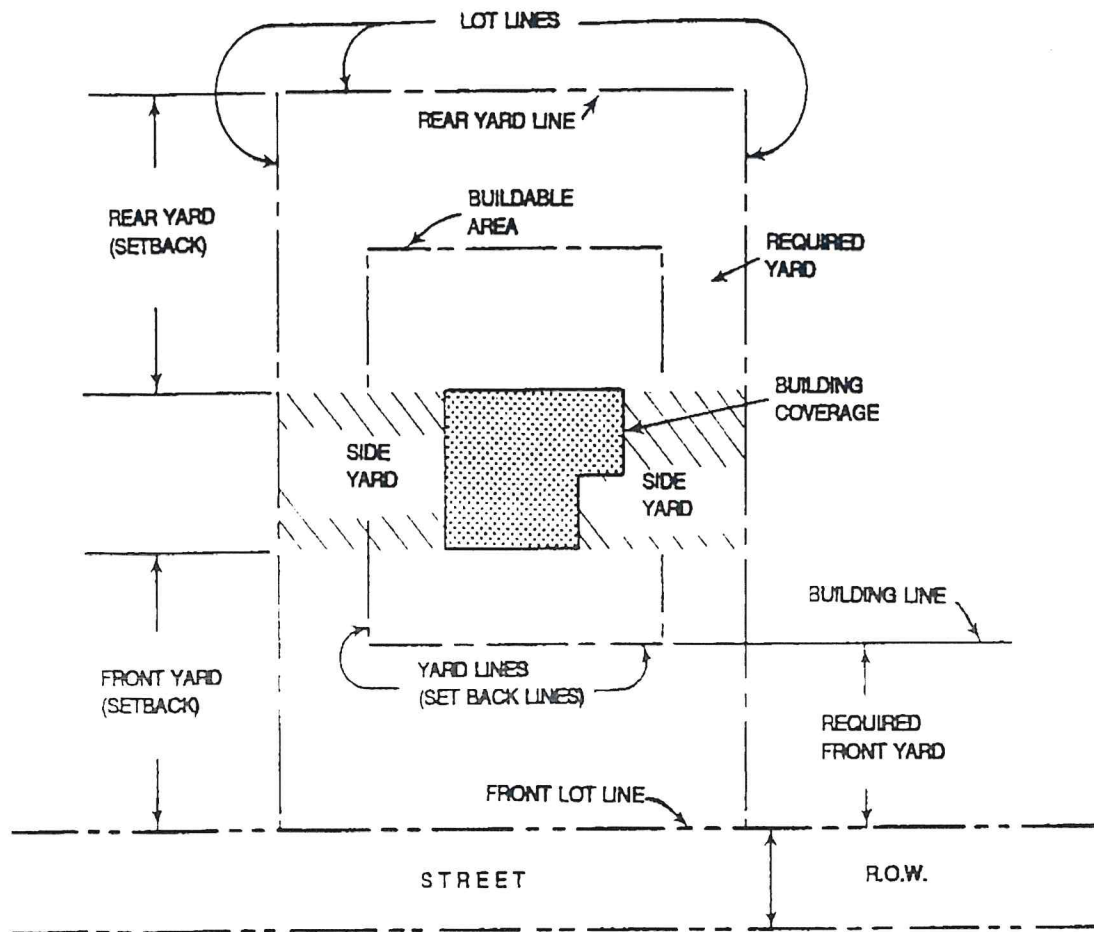 LOT LINES
REAR YARD LINE
REAR YARD
(SETBACK)
BUILDABLE
AREA
REQUIRED
YARD
BUILDING
COVERAGE
SIDE
YARD
SIDE
YARD
BUILDING LINE
FRONT YARD
(SETBACK)
YARD LINES
(SET BACK LINES)
REQUIRED
FRONT YARD
FRONT LOT LINE
STREET
R.O.W.